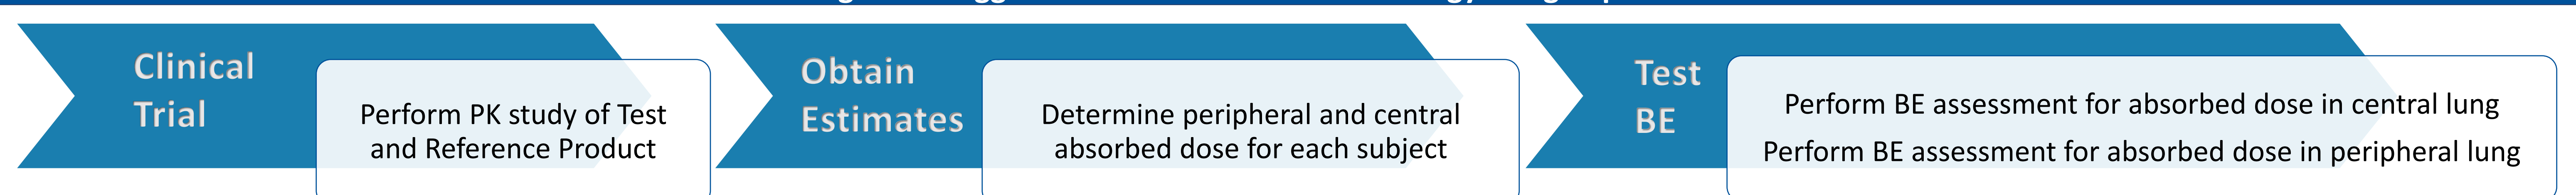 Clinical
Trial
Perform PK study of Test
and Reference Product
Obtain
Estimates
Determine peripheral and central
absorbed dose for each subject
Test
BE
Perform BE assessment for absorbed dose in central lung
Perform BE assessment for absorbed dose in peripheral lung